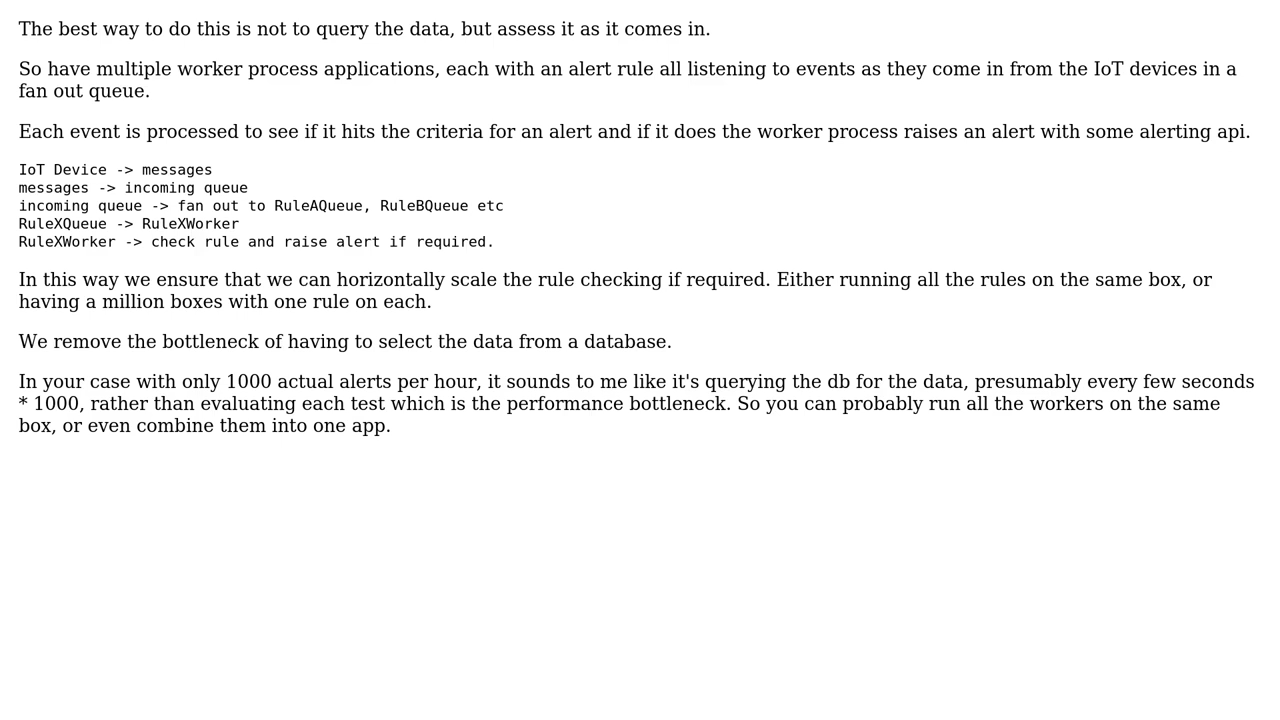 The best way to do this is not to query the data, but assess it as it comes in.
So have multiple worker process applications, each with an alert rule all listening to events as they come in from the IoT devices in a
fan out queue.
Each event is processed to see if it hits the criteria for an alert and if it does the worker process raises an alert with some alerting api.
IoT Device -> messages
messages -> incoming queue
incoming queue -> fan out to RuleAQueue, RuleBQueue etc
RuleXQueue -> RuleXWorker
RuleXWorker -> check rule and raise alert if required.
In this way we ensure that we can horizontally scale the rule checking if required. Either running all the rules on the same box, or
having a million boxes with one rule on each.
We remove the bottleneck of having to select the data from a database.
In your case with only 1000 actual alerts per hour, it sounds to me like it's querying the db for the data, presumably every few seconds
* 1000, rather than evaluating each test which is the performance bottleneck. So you can probably run all the workers on the same
box, or even combine them into one app.